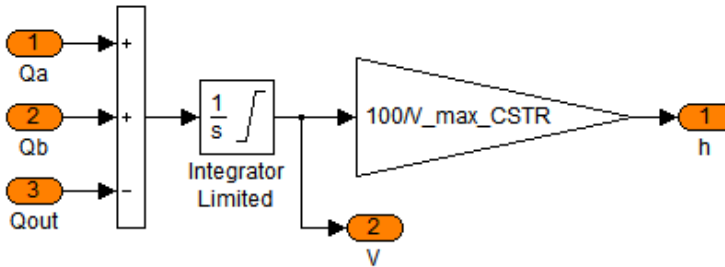 1
+
Qa
2
+
Qb
3
−
Qout
1
s
Integrator
Limited
100/V_max_CSTR
1
h
2
V